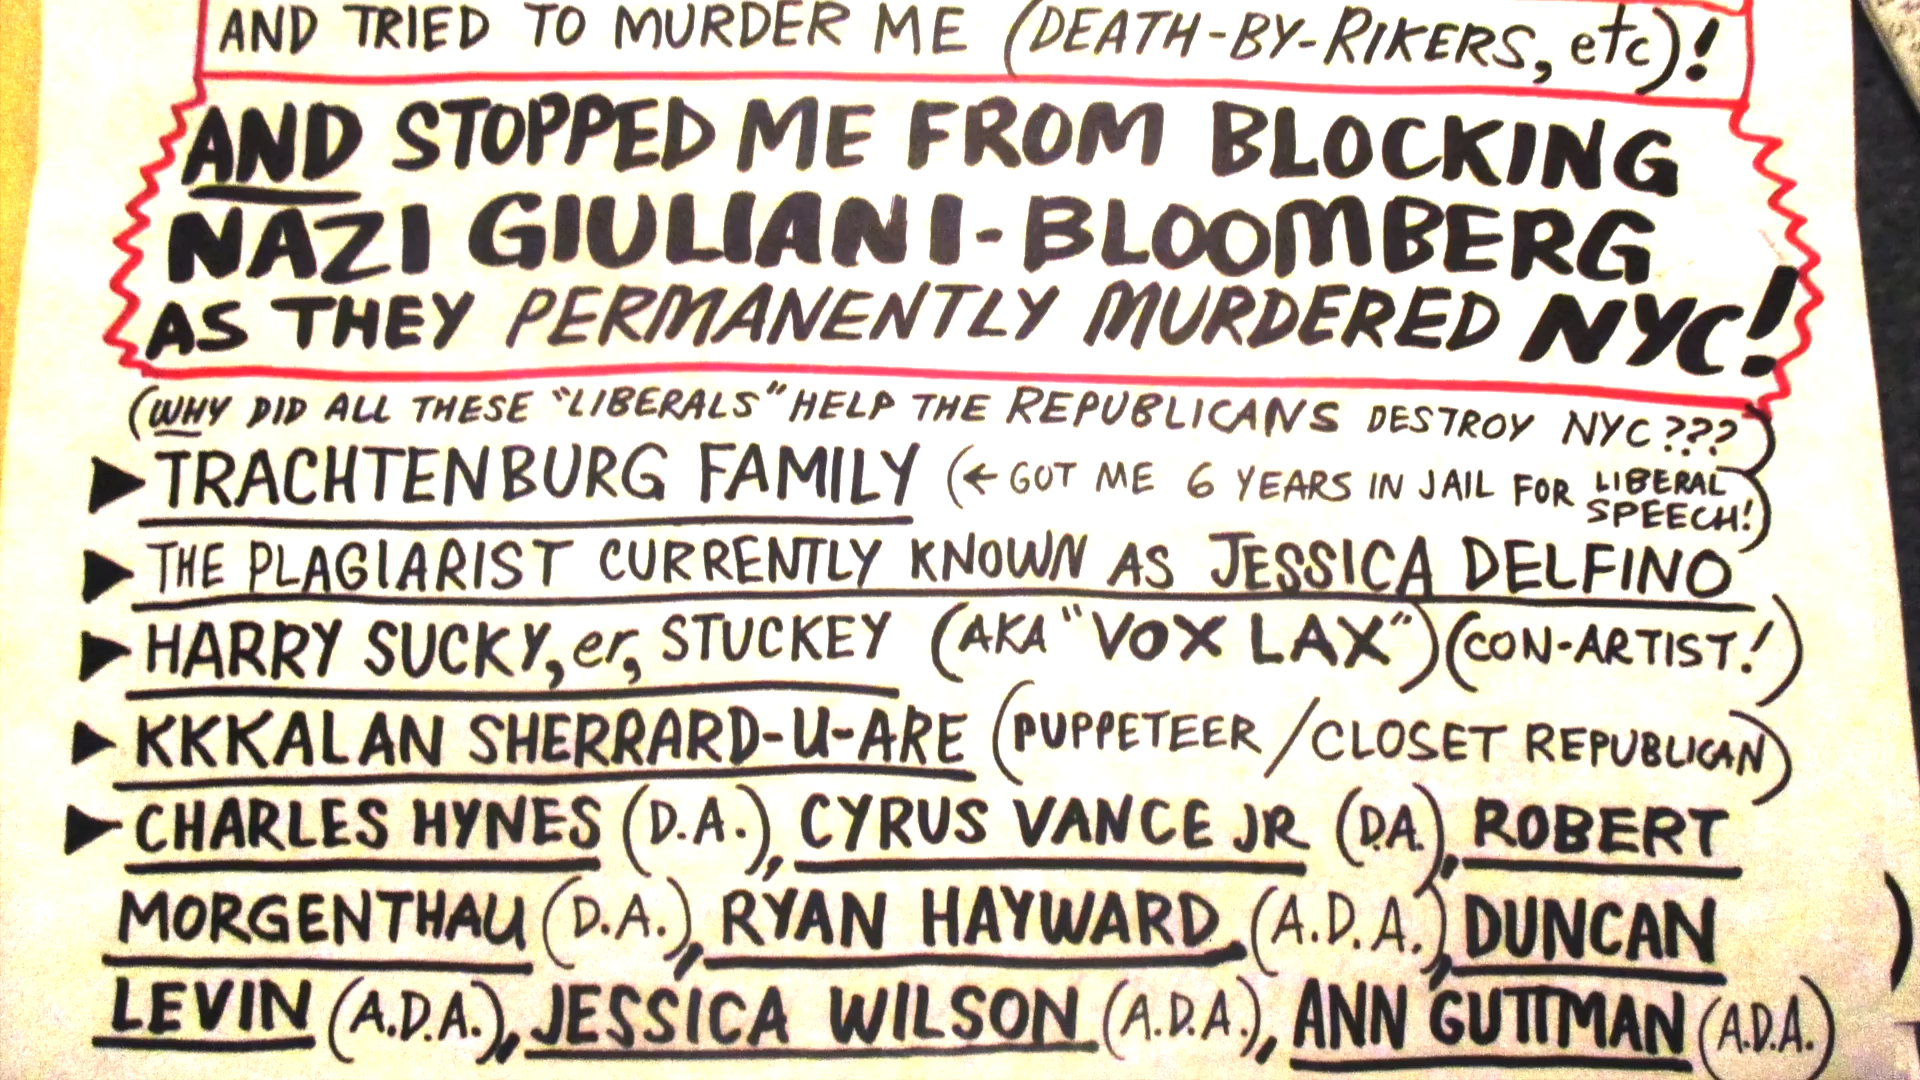 AND TRIED TO MURDER ME (DEATH-BY-RIKERS, etc)!
AND STOPPED ME FROM BLOCKING
NAZI GIULIANI-BLOOMBERG
AS THEY PERMANENTLY MURDERED NYC!
(WHY DID ALL THESE "LIBERALS" HELP THE REPUBLICANS DESTROY NYC???)
►TRACHTENBURG FAMILY (← GOT ME 6 YEARS IN JAIL FOR LIBERAL SPEECH!)
►THE PLAGIARIST CURRENTLY KNOWN AS JESSICA DELFINO
►HARRY SUCKY, er, STUCKEY (AKA "VOX LAX") (CON-ARTIST!)
►KKKALAN SHERRARD-U-ARE (PUPPETEER/CLOSET REPUBLICAN)
►CHARLES HYNES (D.A.), CYRUS VANCE JR (D.A.), ROBERT
MORGENTHAU (D.A.), RYAN HAYWARD (A.D.A.), DUNCAN
LEVIN (A.D.A.), JESSICA WILSON (A.D.A.), ANN GUTTMAN (A.D.A.)